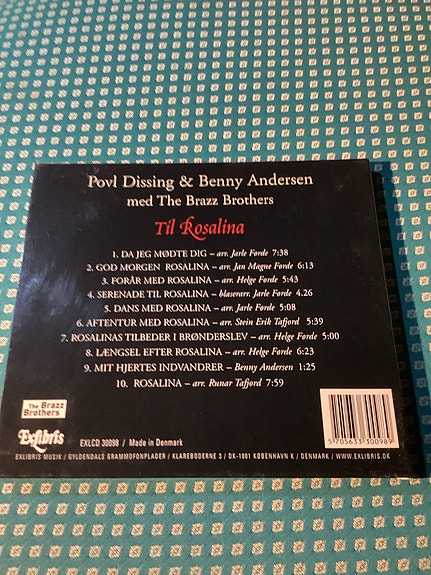 Povl Dissing & Benny Andersen
med The Brazz Brothers
Til Rosalina
1. DA JEG MØDTE DIG – arr. Jarle Førde 7:38
2. GOD MORGEN ROSALINA – arr. Jan Magne Førde 6:13
3. FORÅR MED ROSALINA – arr. Helge Førde 5:43
4. SERENADE TIL ROSALINA – blæserarr. Jarle Førde 4.26
5. DANS MED ROSALINA – arr. Jarle Førde 5:08
6. AFTENTUR MED ROSALINA – arr. Stein Erik Tafjord 5:39
7. ROSALINAS TILBEDER I BRØNDERSLEV – arr. Helge Førde 5:00
8. LÆNGSEL EFTER ROSALINA – arr. Helge Førde 6:23
9. MIT HJERTES INDVANDRER – Benny Andersen 1:25
10. ROSALINA – arr. Runar Tafjord 7:59
The Brazz
Brothers
Exlibris
EXLCD 30098 / Made in Denmark
EXLIBRIS MUSIK / GYLDENDALS GRAMMOFONPLADER / KLAREBODERNE 3 / DK-1001 KØBENHAVN K / DENMARK / WWW.EXLIBRIS.DK
5 705633 300989